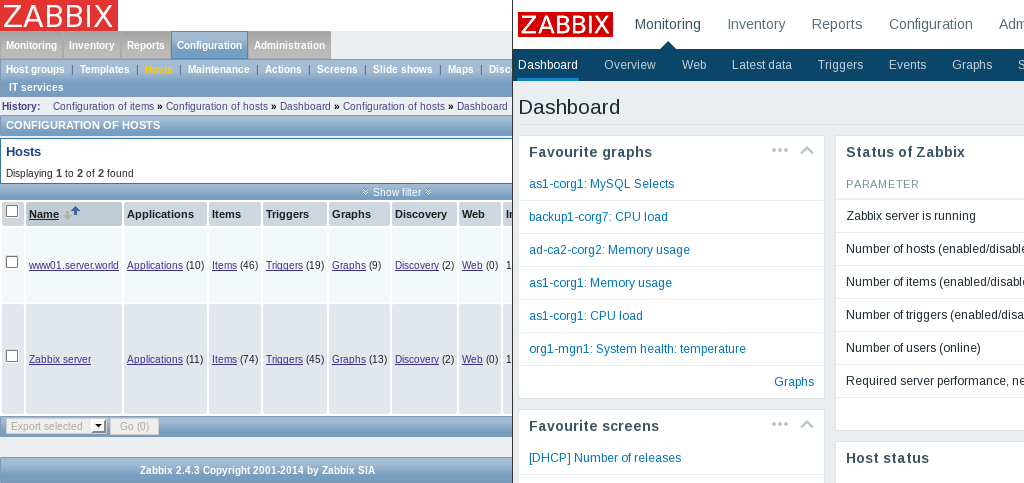 ZABBIX
Monitoring Inventory Reports Configuration Administration
Host groups | Templates | Hosts | Maintenance | Actions | Screens | Slide shows | Maps |
IT services
History: Configuration of items » Configuration of hosts » Dashboard » Configuration of hosts » Dashboard
CONFIGURATION OF HOSTS
Hosts
Displaying 1 to 2 of 2 found
Show filter
Name Applications Items Triggers Graphs Discovery Web
www01.server.world Applications (10) Items (46) Triggers (19) Graphs (9) Discovery (2) Web (0)
Zabbix server Applications (11) Items (74) Triggers (45) Graphs (13) Discovery (2) Web (0)
Export selected Go (0)
Zabbix 2.4.3 Copyright 2001-2014 by Zabbix SIA
ZABBIX Monitoring Inventory Reports Configuration
Dashboard Overview Web Latest data Triggers Events Graphs
Dashboard
Favourite graphs
as1-corg1: MySQL Selects
backup1-corg7: CPU load
ad-ca2-corg2: Memory usage
as1-corg1: Memory usage
as1-corg1: CPU load
org1-mgn1: System health: temperature
Graphs
Favourite screens
[DHCP] Number of releases
Status of Zabbix
PARAMETER
Zabbix server is running
Number of hosts (enabled/disable
Number of items (enabled/disable
Number of triggers (enabled/disa
Number of users (online)
Required server performance, ne
Host status